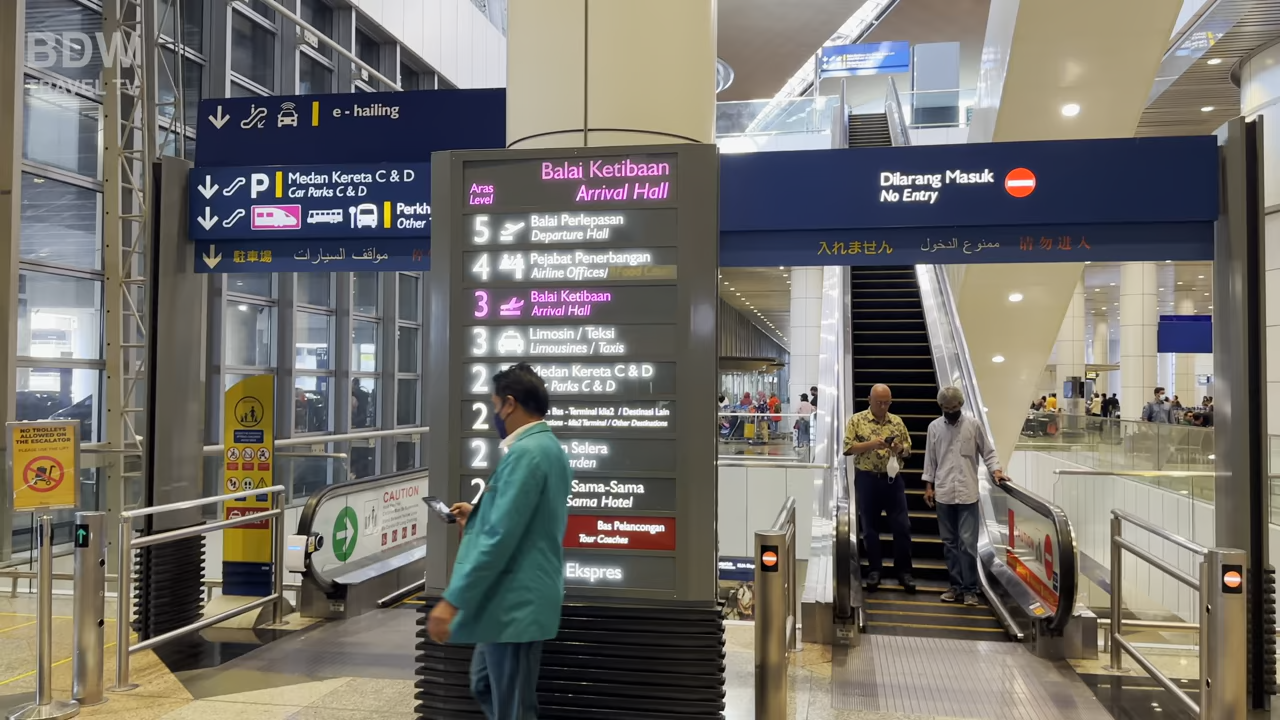 BDW
TRAVEL TV
e - hailing
P Medan Kereta C & D
Car Parks C & D
Perkh
Other
駐車場 مواقف السيارات
Balai Ketibaan
Arrival Hall
Aras
Level
5 Balai Perlepasan
Departure Hall
4 Pejabat Penerbangan
Airline Offices/Food Court
3 Balai Ketibaan
Arrival Hall
3 Limosin / Teksi
Limousines / Taxis
2 Medan Kereta C & D
Parks C & D
2 Bas - Terminal klia2 / Destinasi Lain
- klia2 Terminal / Other Destinations
2 Selera
arden
2 Sama-Sama
Sama Hotel
Bas Pelancongan
Tour Coaches
Ekspres
Dilarang Masuk
No Entry
入れません ممنوع الدخول 请勿进入
NO TROLLEYS
ALLOWED ON
THE ESCALATOR
CAUTION